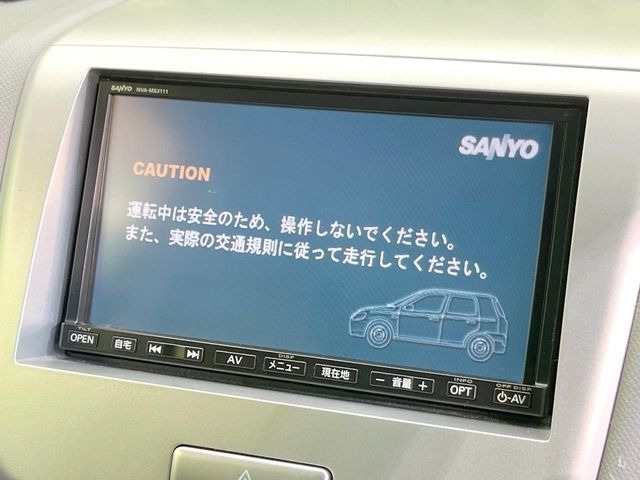 SANYO NVA-MS3111
SANYO
CAUTION
運転中は安全のため、操作しないでください。
また、実際の交通規則に従って走行してください。
TILT
OPEN 自宅 AV DISP メニュー 現在地 − 音量 + INFO OPT OFF DISP ⏻-AV